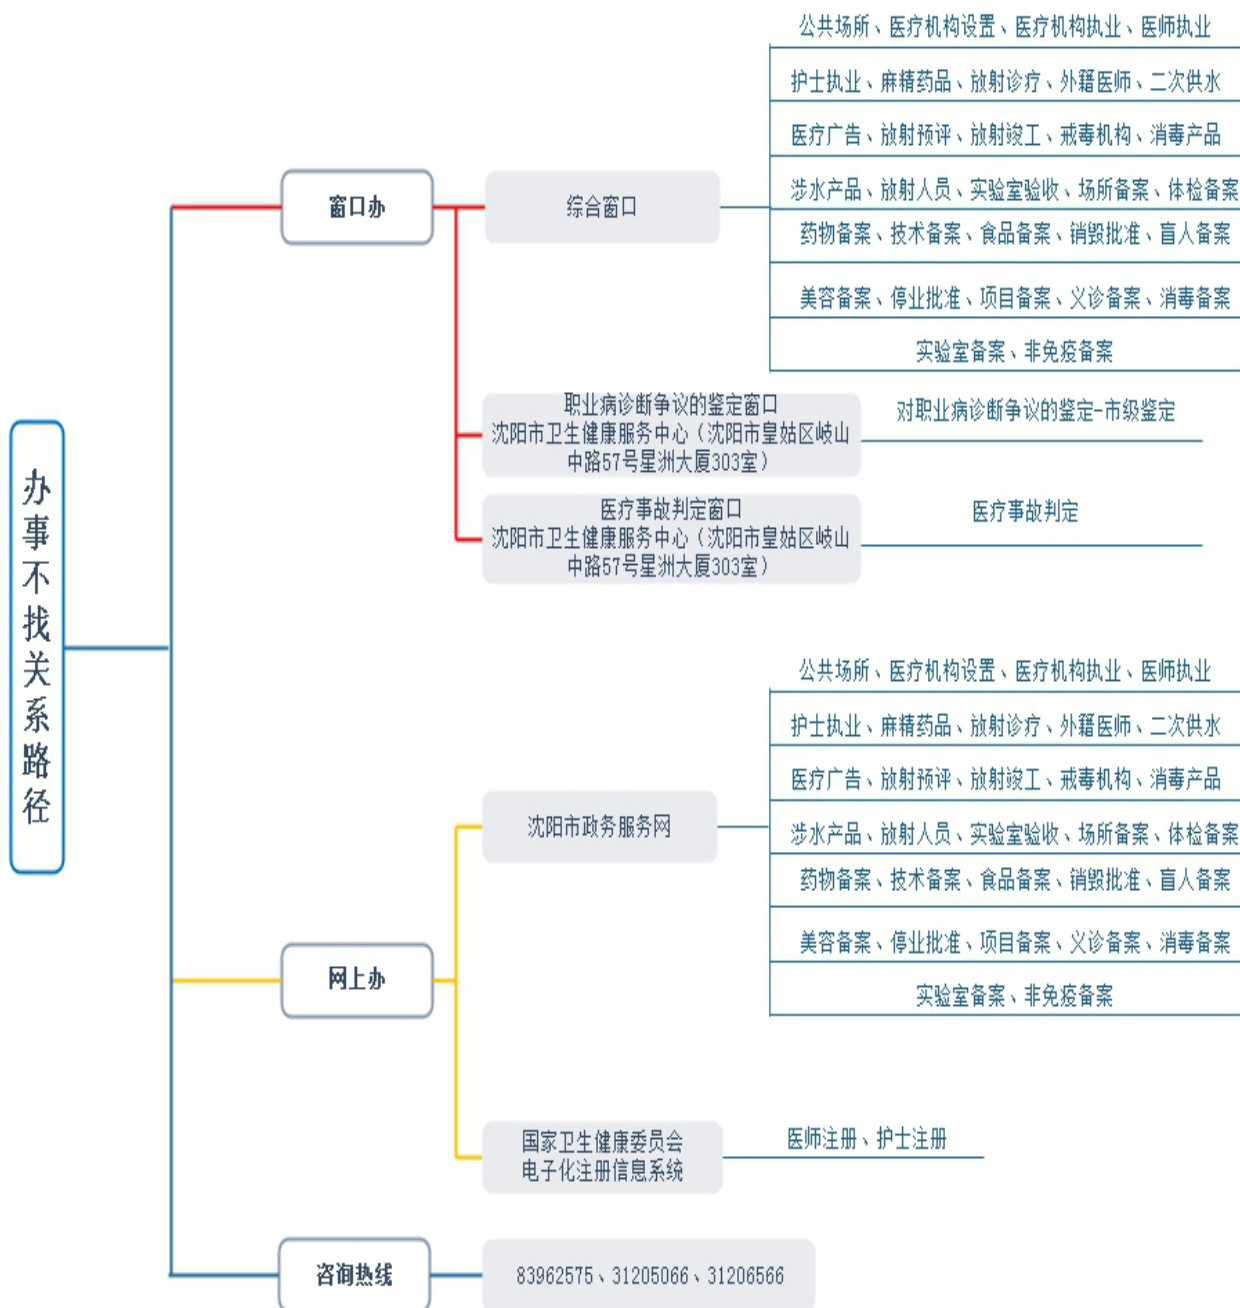 办事不找关系路径
窗口办
综合窗口
公共场所、医疗机构设置、医疗机构执业、医师执业
护士执业、麻精药品、放射诊疗、外籍医师、二次供水
医疗广告、放射预评、放射竣工、戒毒机构、消毒产品
涉水产品、放射人员、实验室验收、场所备案、体检备案
药物备案、技术备案、食品备案、销毁批准、盲人备案
美容备案、停业批准、项目备案、义诊备案、消毒备案
实验室备案、非免疫备案
职业病诊断争议的鉴定窗口
沈阳市卫生健康服务中心（沈阳市皇姑区岐山
中路57号星洲大厦303室）
对职业病诊断争议的鉴定-市级鉴定
医疗事故判定窗口
沈阳市卫生健康服务中心（沈阳市皇姑区岐山
中路57号星洲大厦303室）
医疗事故判定
网上办
沈阳市政务服务网
公共场所、医疗机构设置、医疗机构执业、医师执业
护士执业、麻精药品、放射诊疗、外籍医师、二次供水
医疗广告、放射预评、放射竣工、戒毒机构、消毒产品
涉水产品、放射人员、实验室验收、场所备案、体检备案
药物备案、技术备案、食品备案、销毁批准、盲人备案
美容备案、停业批准、项目备案、义诊备案、消毒备案
实验室备案、非免疫备案
国家卫生健康委员会
电子化注册信息系统
医师注册、护士注册
咨询热线
83962575、31205066、31206566